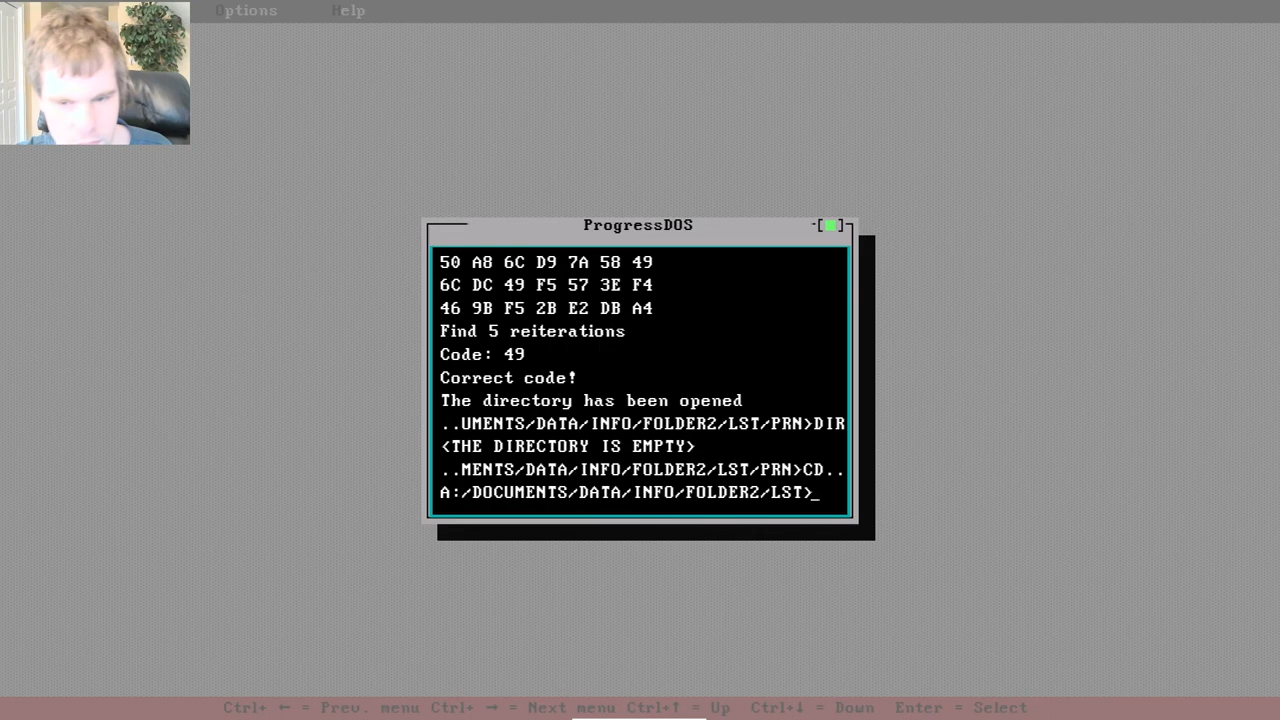 Options Help
ProgressDOS
50 A8 6C D9 7A 58 49
6C DC 49 F5 57 3E F4
46 9B F5 2B E2 DB A4
Find 5 reiterations
Code: 49
Correct code!
The directory has been opened
..UMENTS/DATA/INFO/FOLDER2/LST/PRN>DIR
<THE DIRECTORY IS EMPTY>
..MENTS/DATA/INFO/FOLDER2/LST/PRN>CD..
A:/DOCUMENTS/DATA/INFO/FOLDER2/LST>_
Ctrl+ ← = Prev. menu Ctrl+ → = Next menu Ctrl+↑ = Up Ctrl+↓ = Down Enter = Select